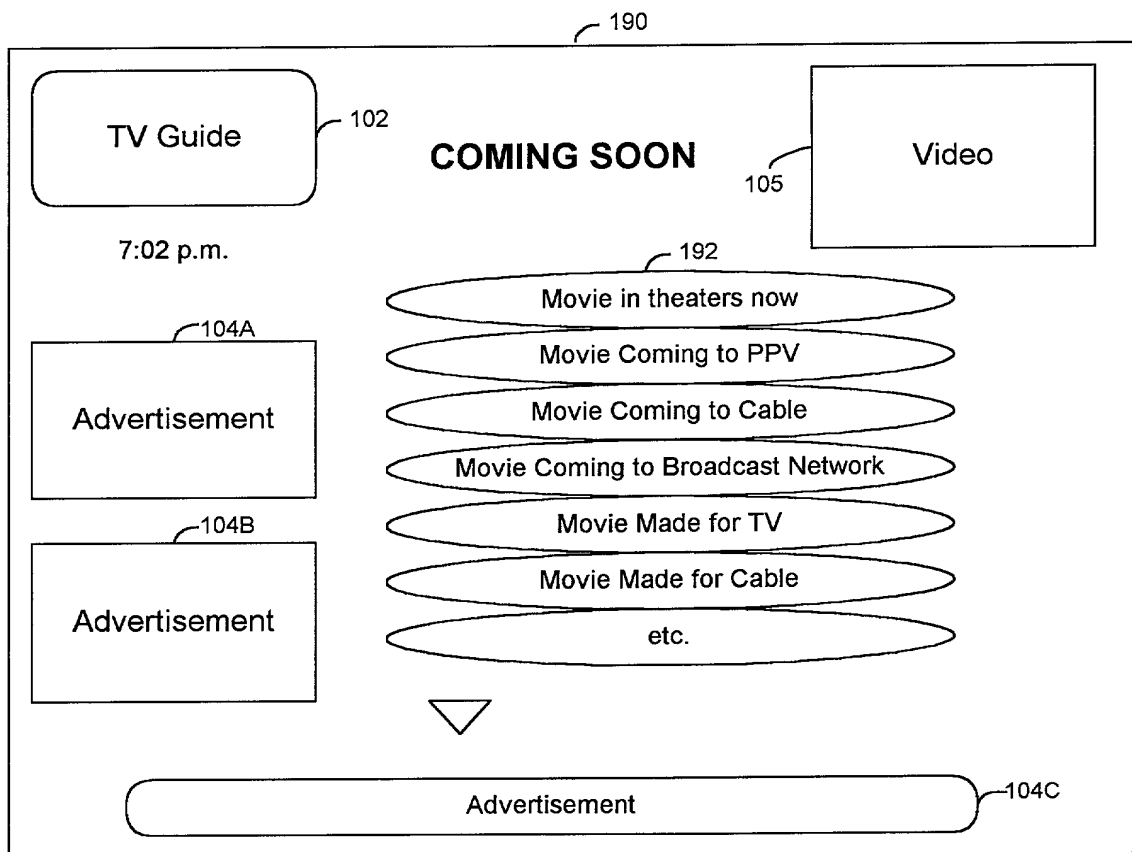 190
TV Guide
102
COMING SOON
Video
105
7:02 p.m.
192
Movie in theaters now
Movie Coming to PPV
Movie Coming to Cable
Movie Coming to Broadcast Network
Movie Made for TV
Movie Made for Cable
etc.
104A
Advertisement
104B
Advertisement
Advertisement
104C